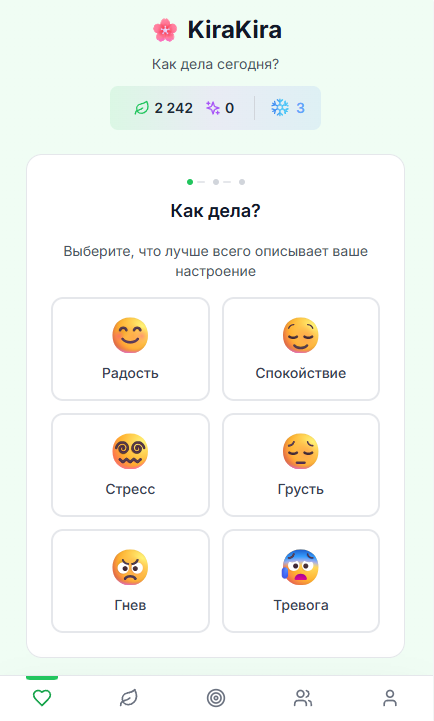 KiraKira
Как дела сегодня?
2 242 0 3
Как дела?
Выберите, что лучше всего описывает ваше
настроение
Радость Спокойствие
Стресс Грусть
Гнев Тревога